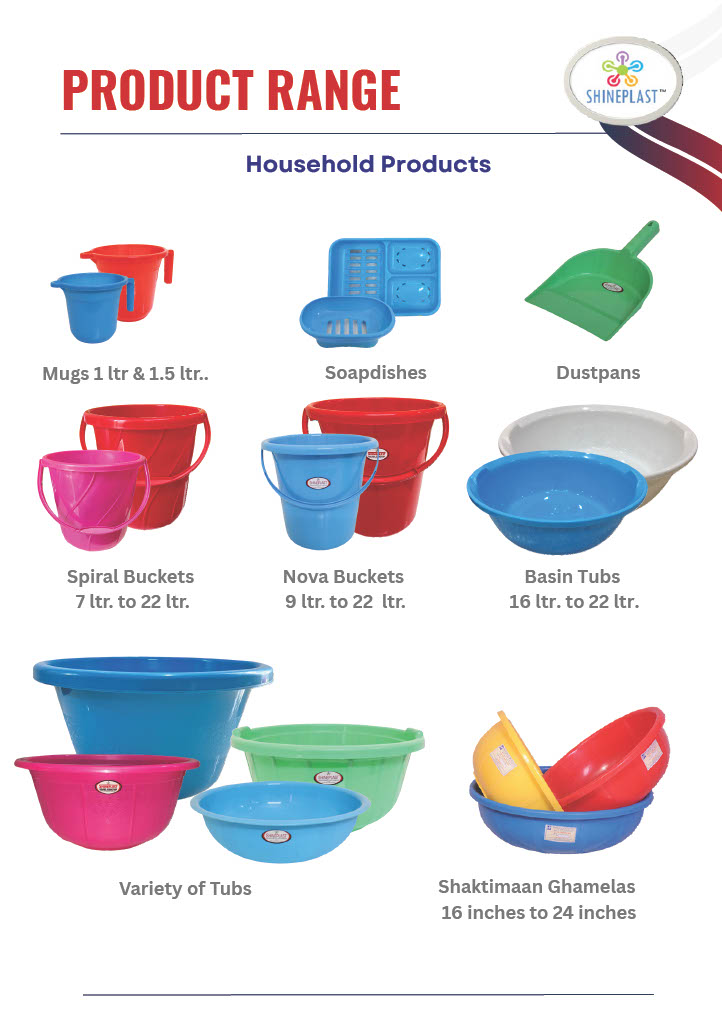 PRODUCT RANGE
SHINEPLAST™
Household Products
Mugs 1 ltr & 1.5 ltr..
Soapdishes
Dustpans
Spiral Buckets
7 ltr. to 22 ltr.
Nova Buckets
9 ltr. to 22 ltr.
Basin Tubs
16 ltr. to 22 ltr.
Variety of Tubs
Shaktimaan Ghamelas
16 inches to 24 inches